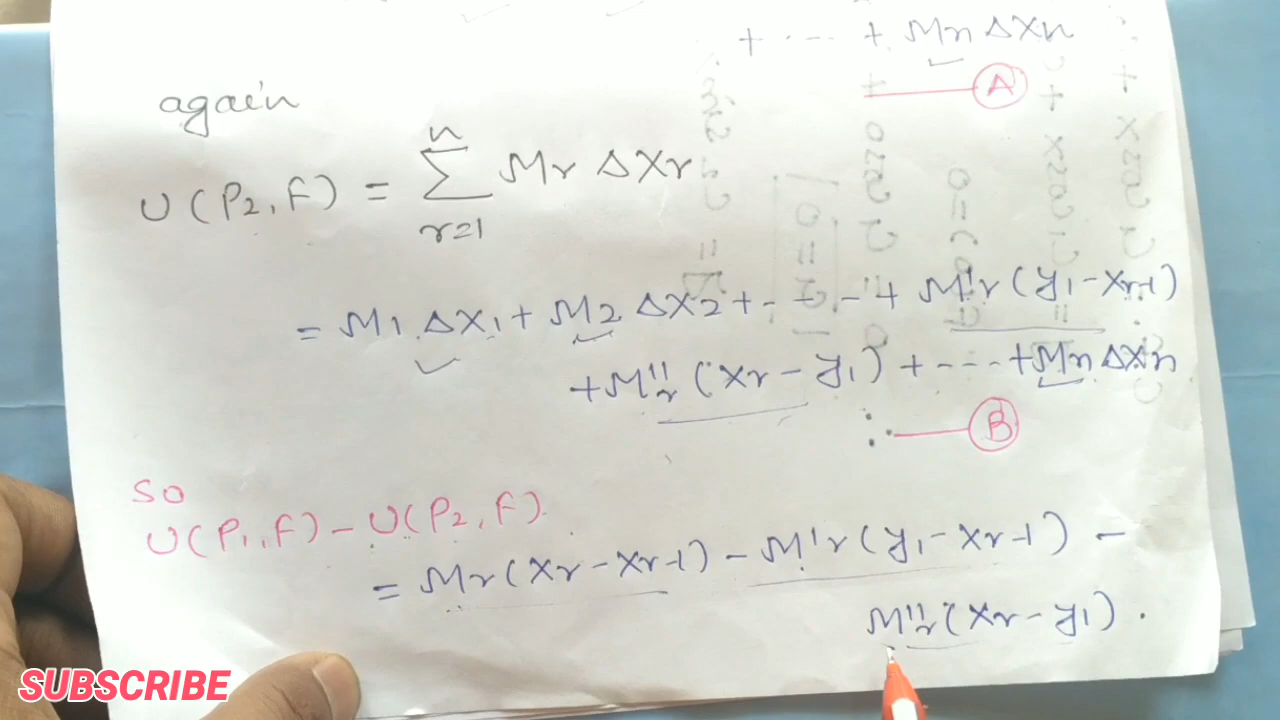 + ... + Mn ΔXn
A
again
U(P2, F) = n Σ r=1 Mr ΔXr
= M1 ΔX1 + M2 ΔX2 + - - - + M'r (y1 - Xr-1)
+ M''r (Xr - y1) + - - - - + Mn ΔXn
B
So
U(P1, F) - U(P2, F).
= Mr (Xr - Xr-1) - M'r (y1 - Xr-1) -
M''r (Xr - y1).
SUBSCRIBE